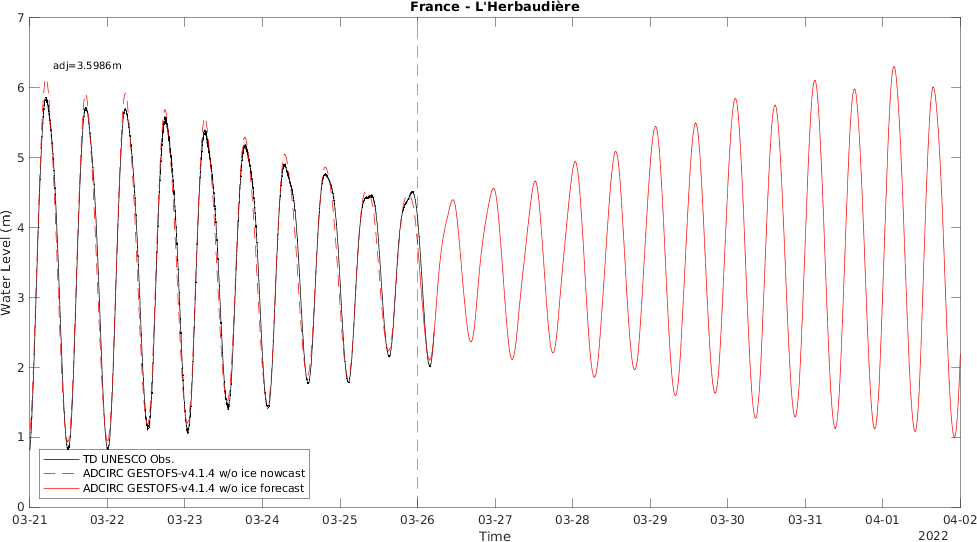 France - L'Herbaudière
adj=3.5986m
Water Level (m)
7
6
5
4
3
2
1
0
TD UNESCO Obs.
ADCIRC GESTOFS-v4.1.4 w/o ice nowcast
ADCIRC GESTOFS-v4.1.4 w/o ice forecast
03-21 03-22 03-23 03-24 03-25 03-26 03-27 03-28 03-29 03-30 03-31 04-01 04-02
Time
2022